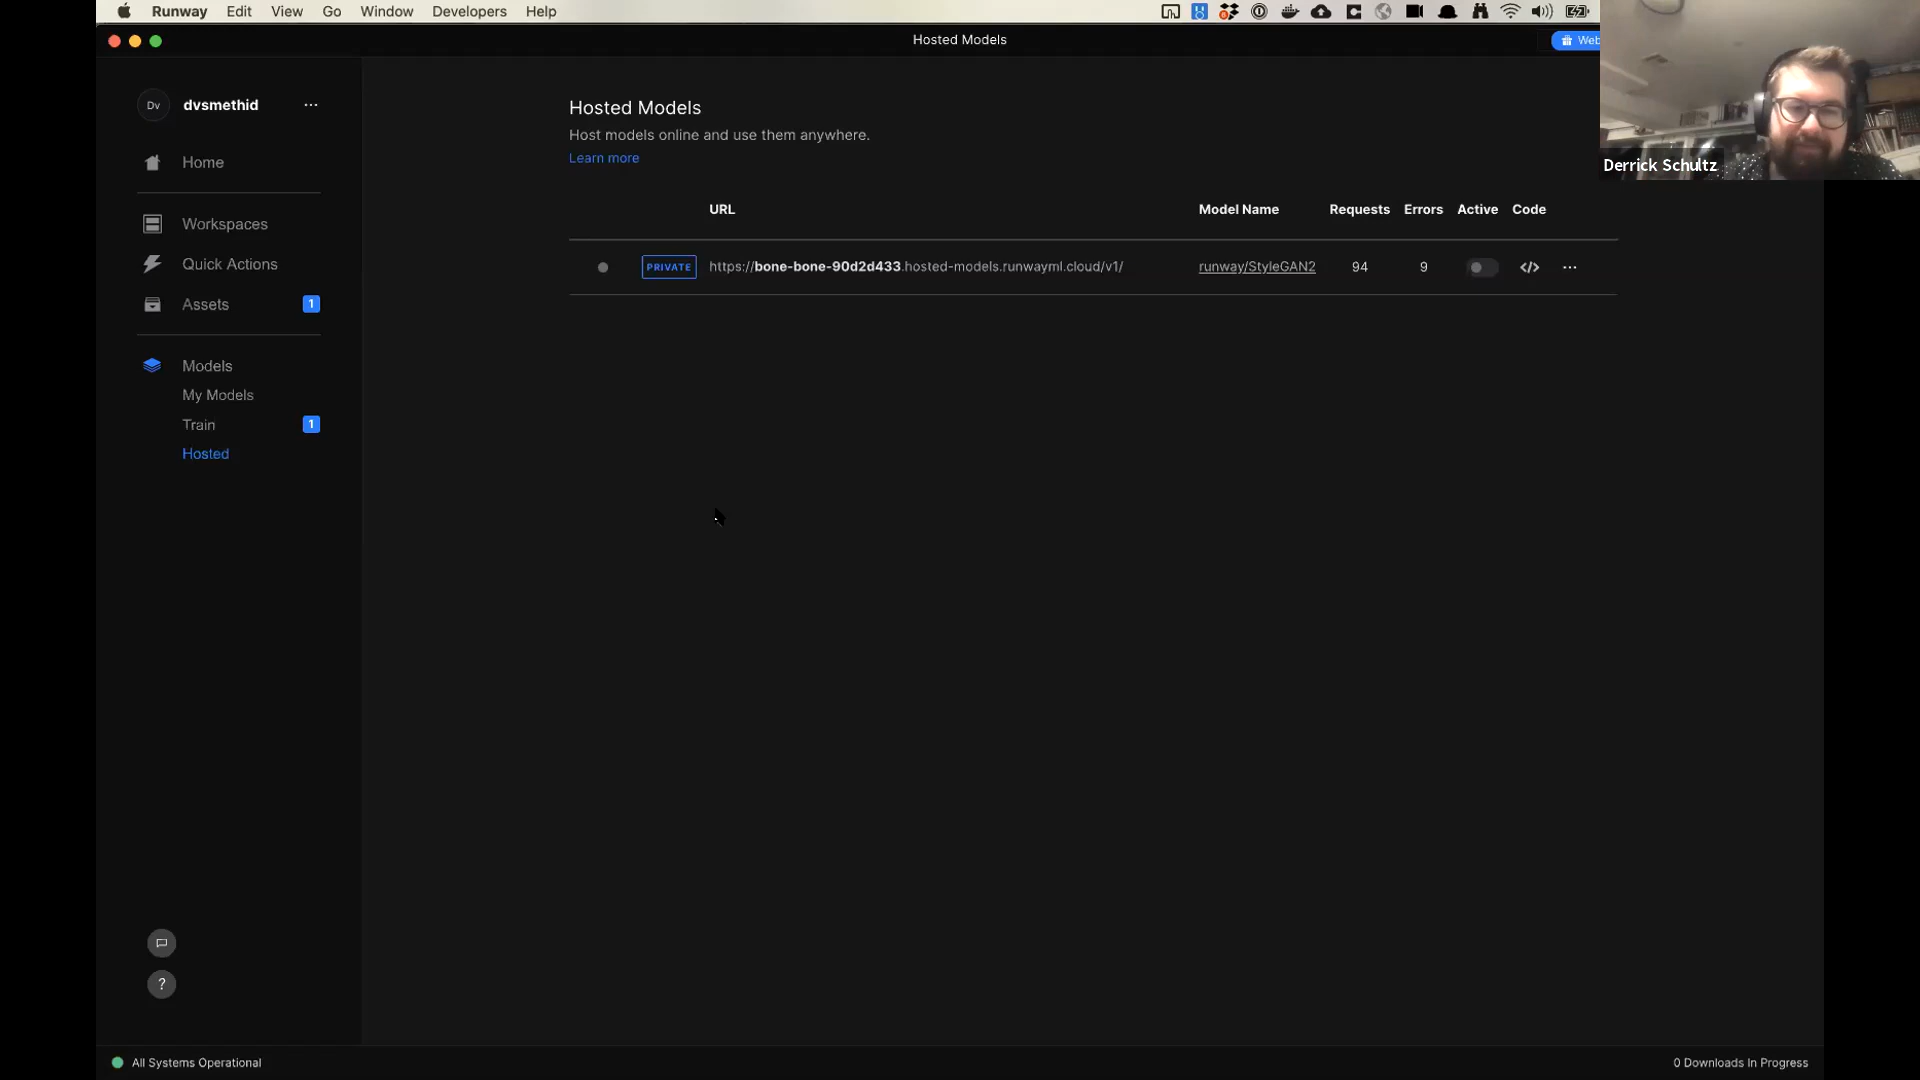 Runway Edit View Go Window Developers Help
Hosted Models
Web
Derrick Schultz
Dv dvsmethid ...
Home
Workspaces
Quick Actions
Assets 1
Models
My Models
Train 1
Hosted
Hosted Models
Host models online and use them anywhere.
Learn more
URL Model Name Requests Errors Active Code
PRIVATE https://bone-bone-90d2d433.hosted-models.runwayml.cloud/v1/ runway/StyleGAN2 94 9 </> ...
?
All Systems Operational
0 Downloads In Progress